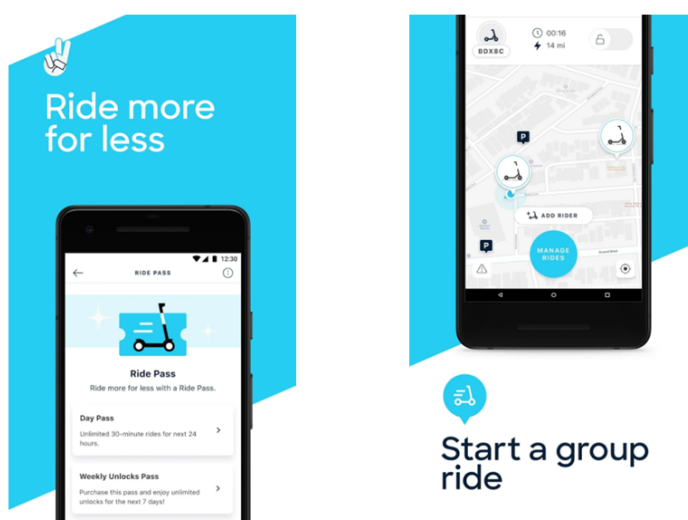 Ride more
for less
12:30
RIDE PASS
Ride Pass
Ride more for less with a Ride Pass.
Day Pass
Unlimited 30-minute rides for next 24
hours.
Weekly Unlocks Pass
Purchase this pass and enjoy unlimited
unlocks for the next 7 days!
BDX8C
00:16
14 mi
P
ADD RIDER
P
MANAGE
RIDES
Start a group
ride